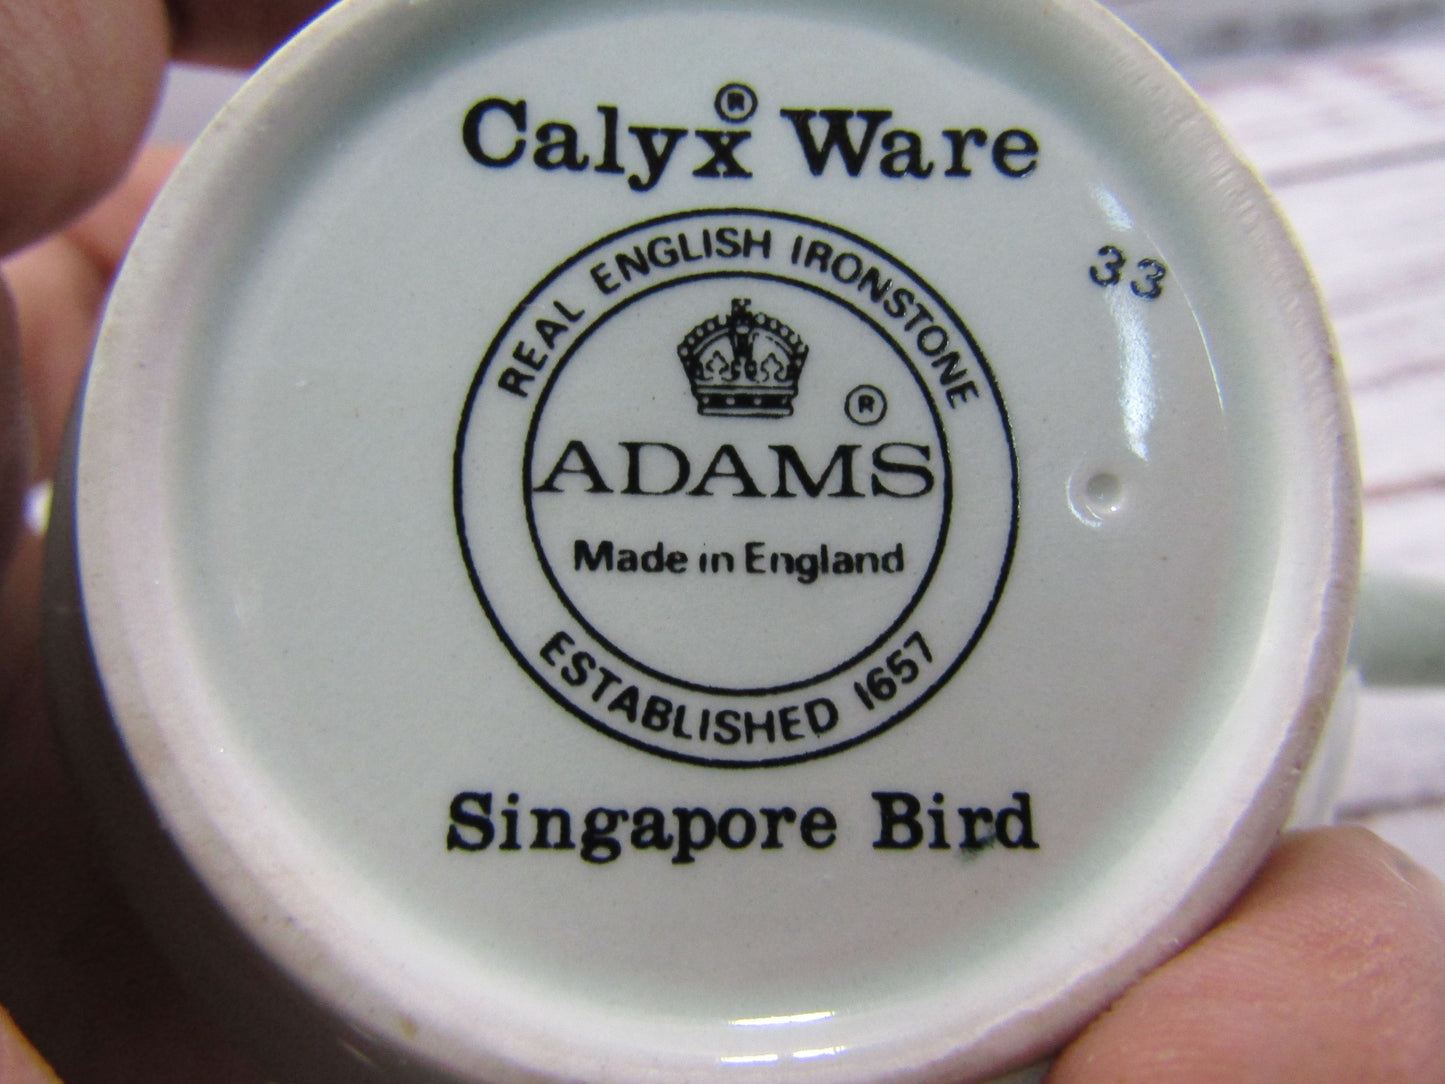 Calyx® Ware
33
REAL ENGLISH IRONSTONE
®
ADAMS
Made in England
ESTABLISHED 1657
Singapore Bird